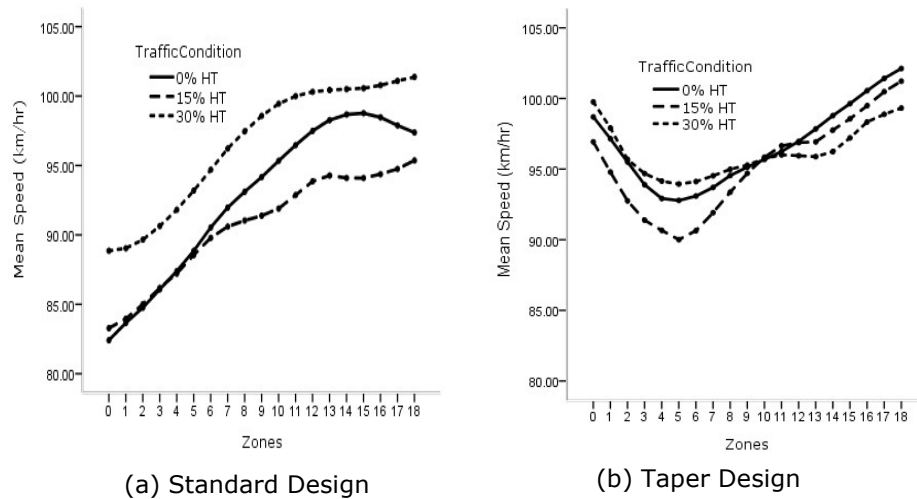 105.00
100.00
95.00
90.00
85.00
80.00
Mean Speed (km/hr)
TrafficCondition
0% HT
15% HT
30% HT
0 1 2 3 4 5 6 7 8 9 10 11 12 13 14 15 16 17 18
Zones
(a) Standard Design
105.00
100.00
95.00
90.00
85.00
80.00
Mean Speed (km/hr)
TrafficCondition
0% HT
15% HT
30% HT
0 1 2 3 4 5 6 7 8 9 10 11 12 13 14 15 16 17 18
Zones
(b) Taper Design